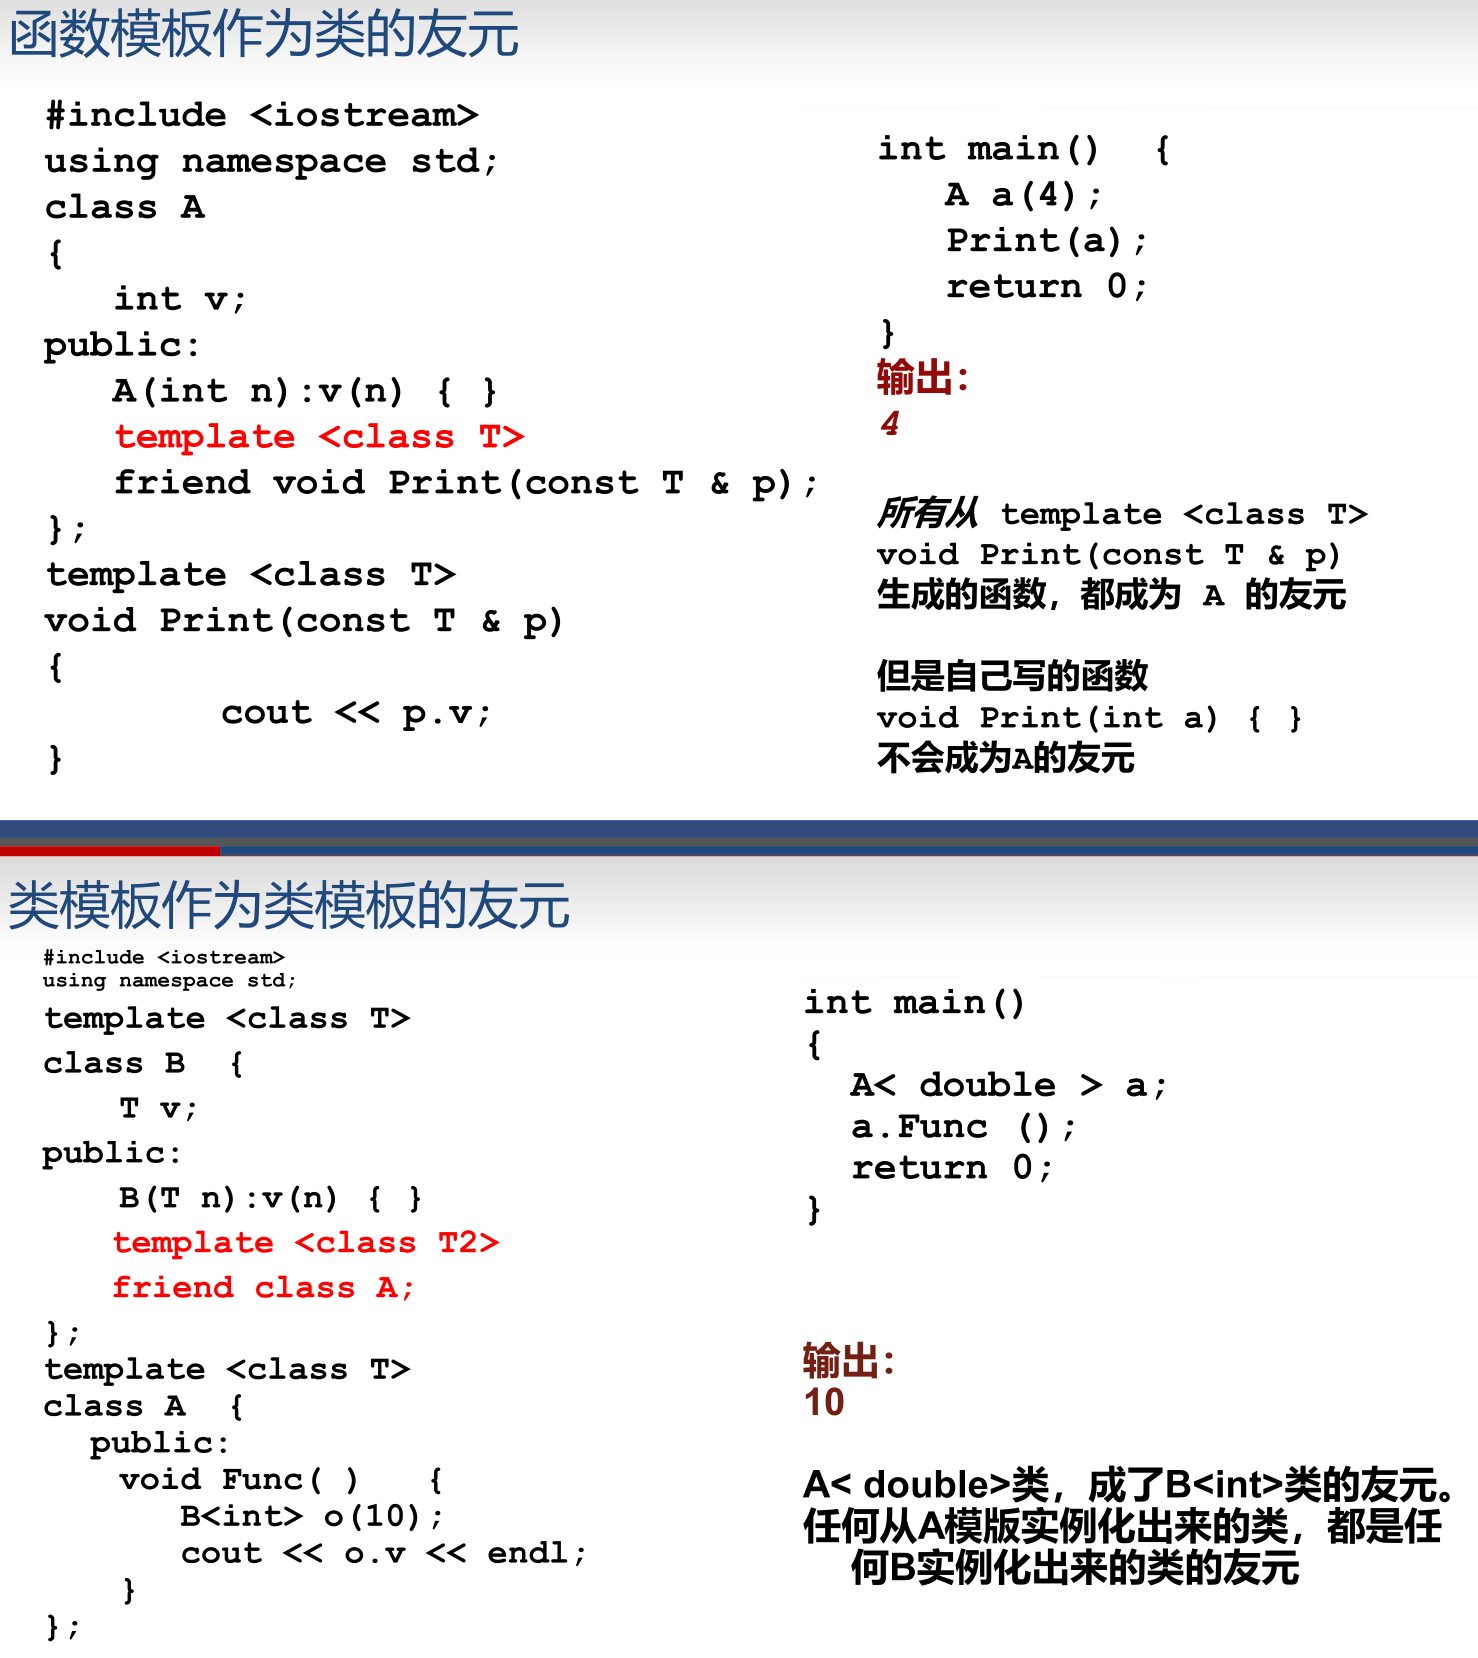 函数模板作为类的友元
#include <iostream>
using namespace std;
class A
{
int v;
public:
A(int n):v(n) { }
template <class T>
friend void Print(const T & p);
};
template <class T>
void Print(const T & p)
{
cout << p.v;
}
int main() {
A a(4);
Print(a);
return 0;
}
输出:
4
所有从 template <class T>
void Print(const T & p)
生成的函数，都成为 A 的友元
但是自己写的函数
void Print(int a) { }
不会成为A的友元
类模板作为类模板的友元
#include <iostream>
using namespace std;
template <class T>
class B {
T v;
public:
B(T n):v(n) { }
template <class T2>
friend class A;
};
template <class T>
class A {
public:
void Func( ) {
B<int> o(10);
cout << o.v << endl;
}
};
int main()
{
A< double > a;
a.Func ();
return 0;
}
输出:
10
A< double>类，成了B<int>类的友元。
任何从A模版实例化出来的类，都是任
何B实例化出来的类的友元